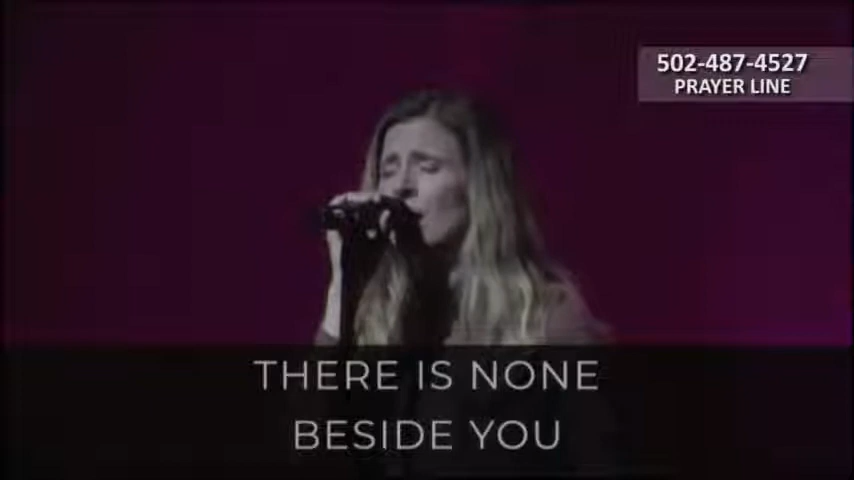 502-487-4527
PRAYER LINE
THERE IS NONE
BESIDE YOU